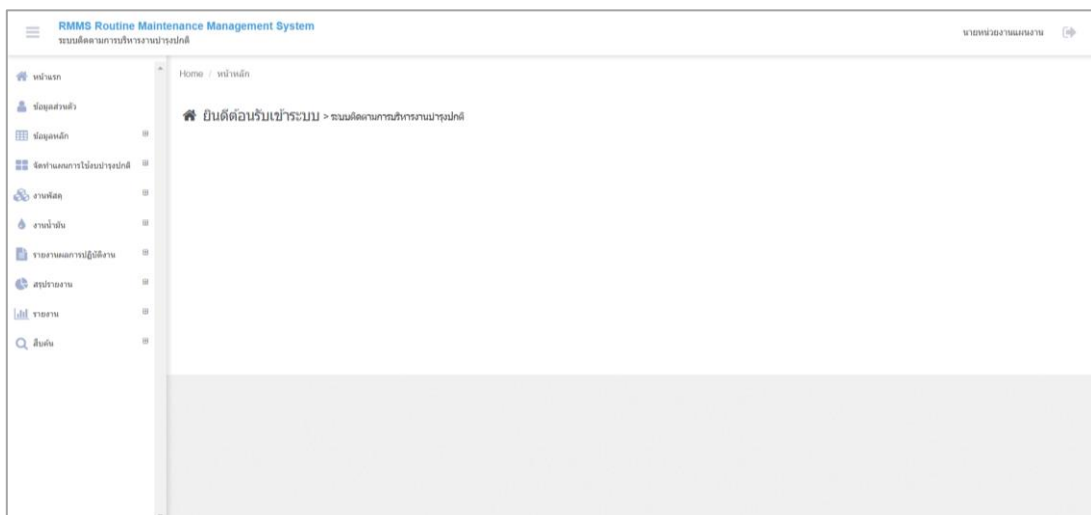 RMMS Routine Maintenance Management System
ระบบติดตามการบริหารงานบำรุงปกติ
นายหน่วยงานแผนงาน
หน้าแรก
ข้อมูลส่วนตัว
ข้อมูลหลัก
จัดทำแผนการใช้งบบำรุงปกติ
งานพัสดุ
งานน้ำมัน
รายงานผลการปฏิบัติงาน
สรุปรายงาน
รายงาน
สืบค้น
Home / หน้าหลัก
ยินดีต้อนรับเข้าระบบ > ระบบติดตามการบริหารงานบำรุงปกติ